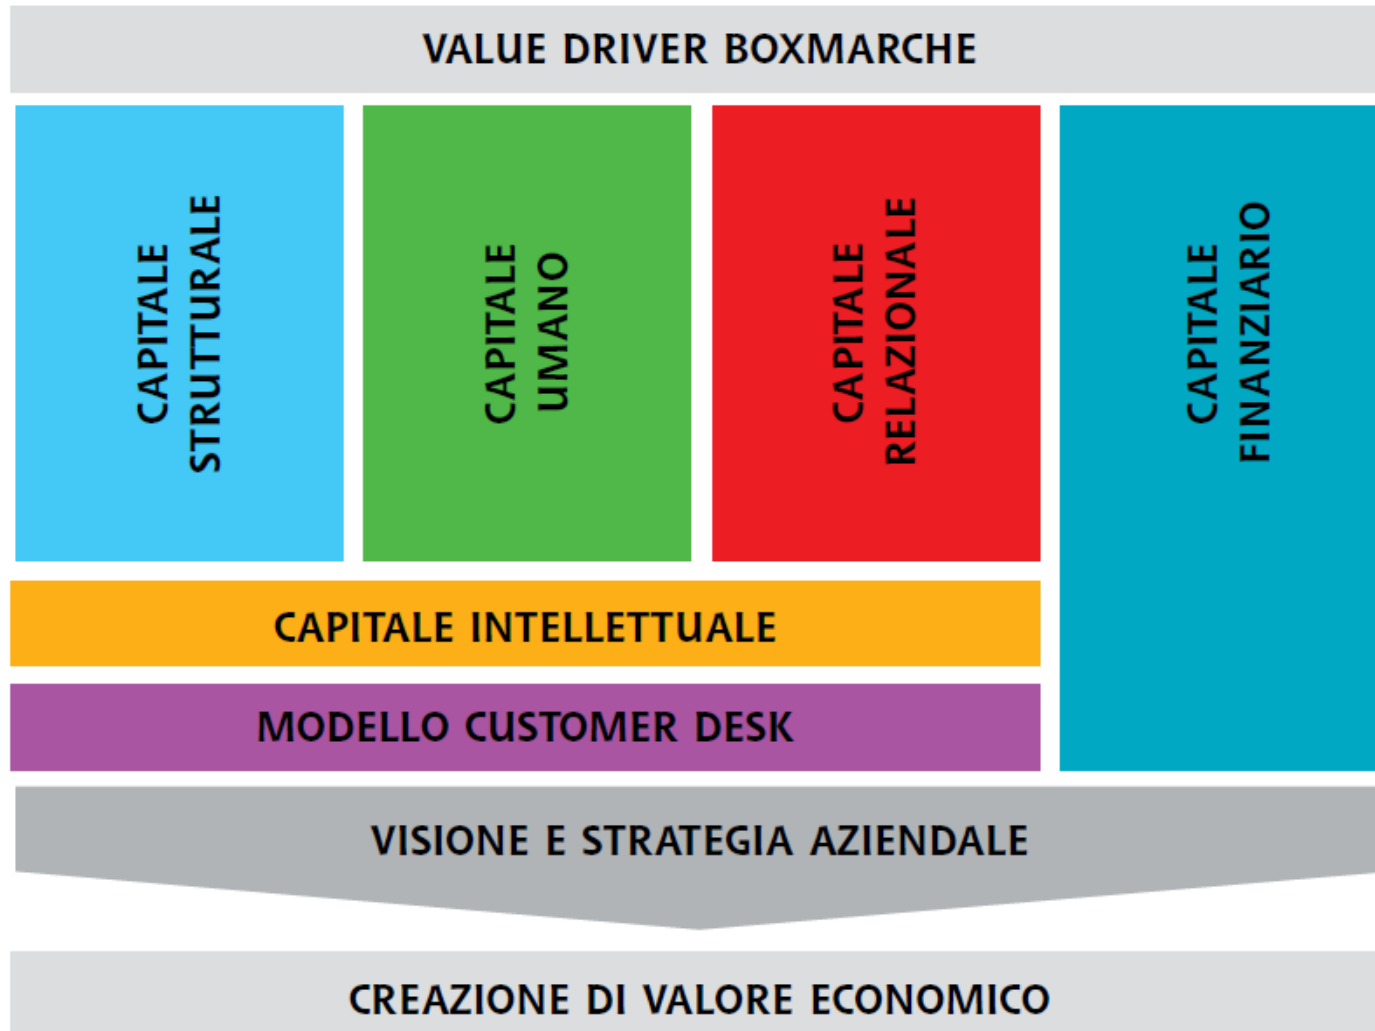 VALUE DRIVER BOXMARCHE
CAPITALE
STRUTTURALE
CAPITALE
UMANO
CAPITALE
RELAZIONALE
CAPITALE
FINANZIARIO
CAPITALE INTELLETTUALE
MODELLO CUSTOMER DESK
VISIONE E STRATEGIA AZIENDALE
CREAZIONE DI VALORE ECONOMICO